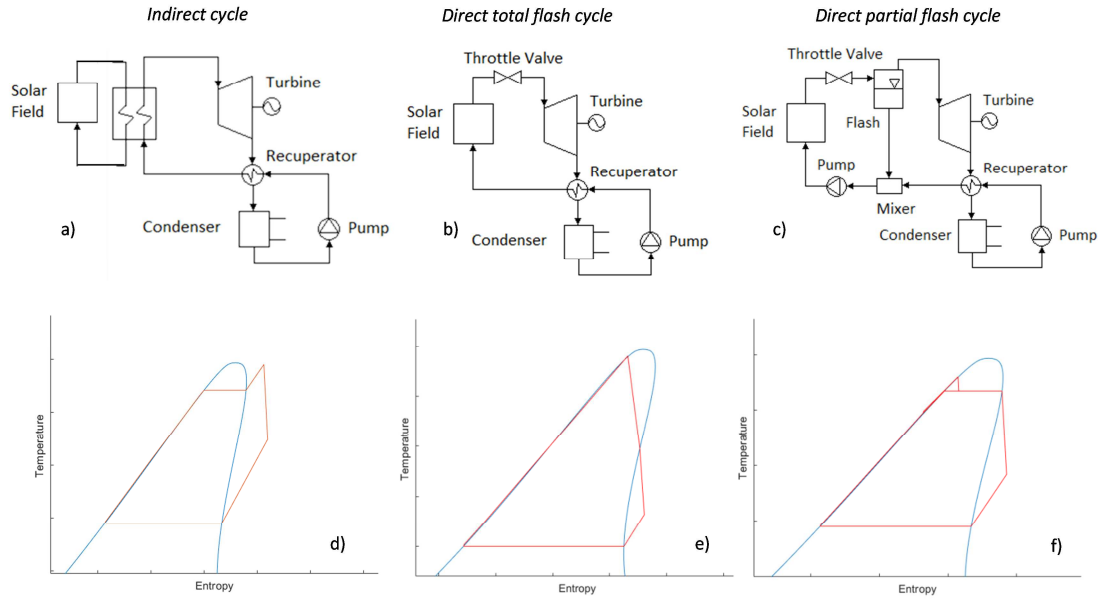 Indirect cycle
Direct total flash cycle
Direct partial flash cycle
Solar
Field
Turbine
Recuperator
Condenser
Pump
a)
Throttle Valve
Solar
Field
Turbine
Recuperator
Condenser
Pump
b)
Throttle Valve
Solar
Field
Flash
Turbine
Pump
Recuperator
Mixer
Condenser
Pump
c)
Temperature
Entropy
d)
Temperature
Entropy
e)
Temperature
Entropy
f)